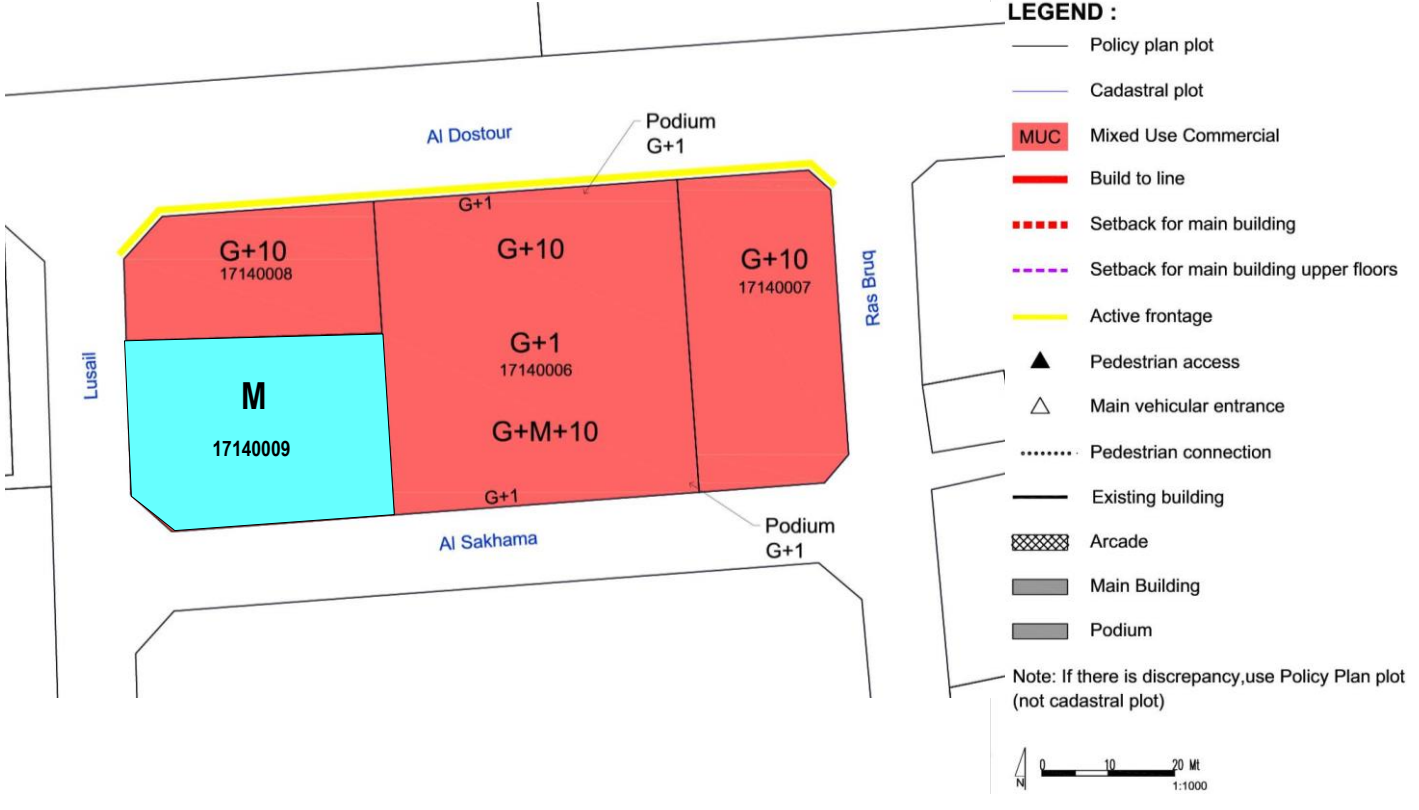 Al Dostour
Podium
G+1
G+1
G+10
17140008
G+10
G+10
17140007
Ras Bruq
G+1
17140006
Lusail
M
17140009
G+M+10
G+1
Podium
G+1
Al Sakhama
LEGEND :
Policy plan plot
Cadastral plot
MUC Mixed Use Commercial
Build to line
Setback for main building
Setback for main building upper floors
Active frontage
Pedestrian access
Main vehicular entrance
Pedestrian connection
Existing building
Arcade
Main Building
Podium
Note: If there is discrepancy,use Policy Plan plot
(not cadastral plot)
N
0 10 20 Mt
1:1000